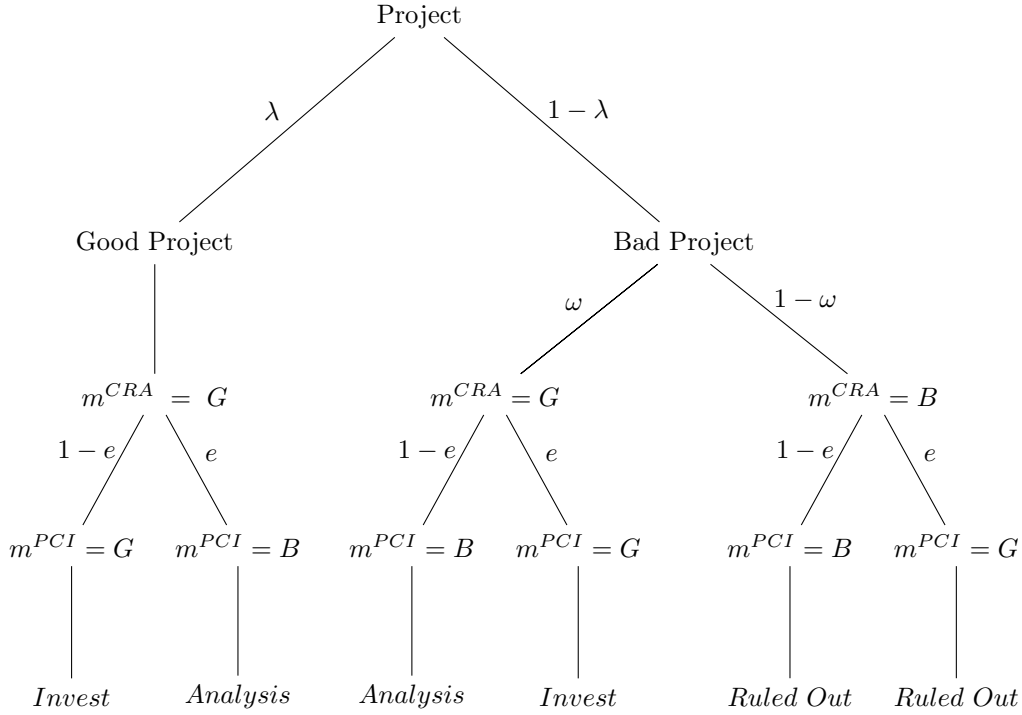 Project
λ 1 − λ
Good Project Bad Project
ω 1 − ω
m^{CRA} = G m^{CRA} = G m^{CRA} = B
1 − e e 1 − e e 1 − e e
m^{PCI} = G m^{PCI} = B m^{PCI} = B m^{PCI} = G m^{PCI} = B m^{PCI} = G
Invest Analysis Analysis Invest Ruled Out Ruled Out